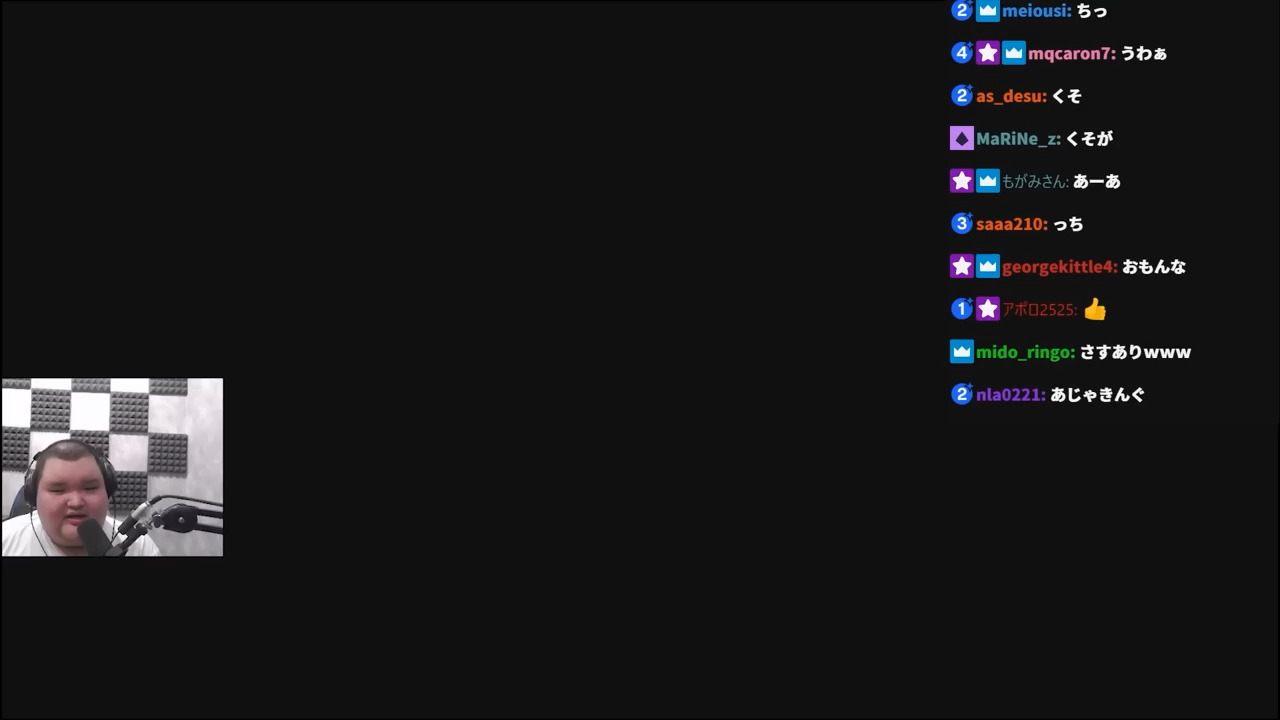 meiousi: ちっ
mqcaron7: うわぁ
as_desu: くそ
MaRiNe_z: くそが
もがみさん: あーあ
saaa210: っち
georgekittle4: おもんな
アポロ2525: 👍
mido_ringo: さすありwww
nla0221: あじゃきんぐ